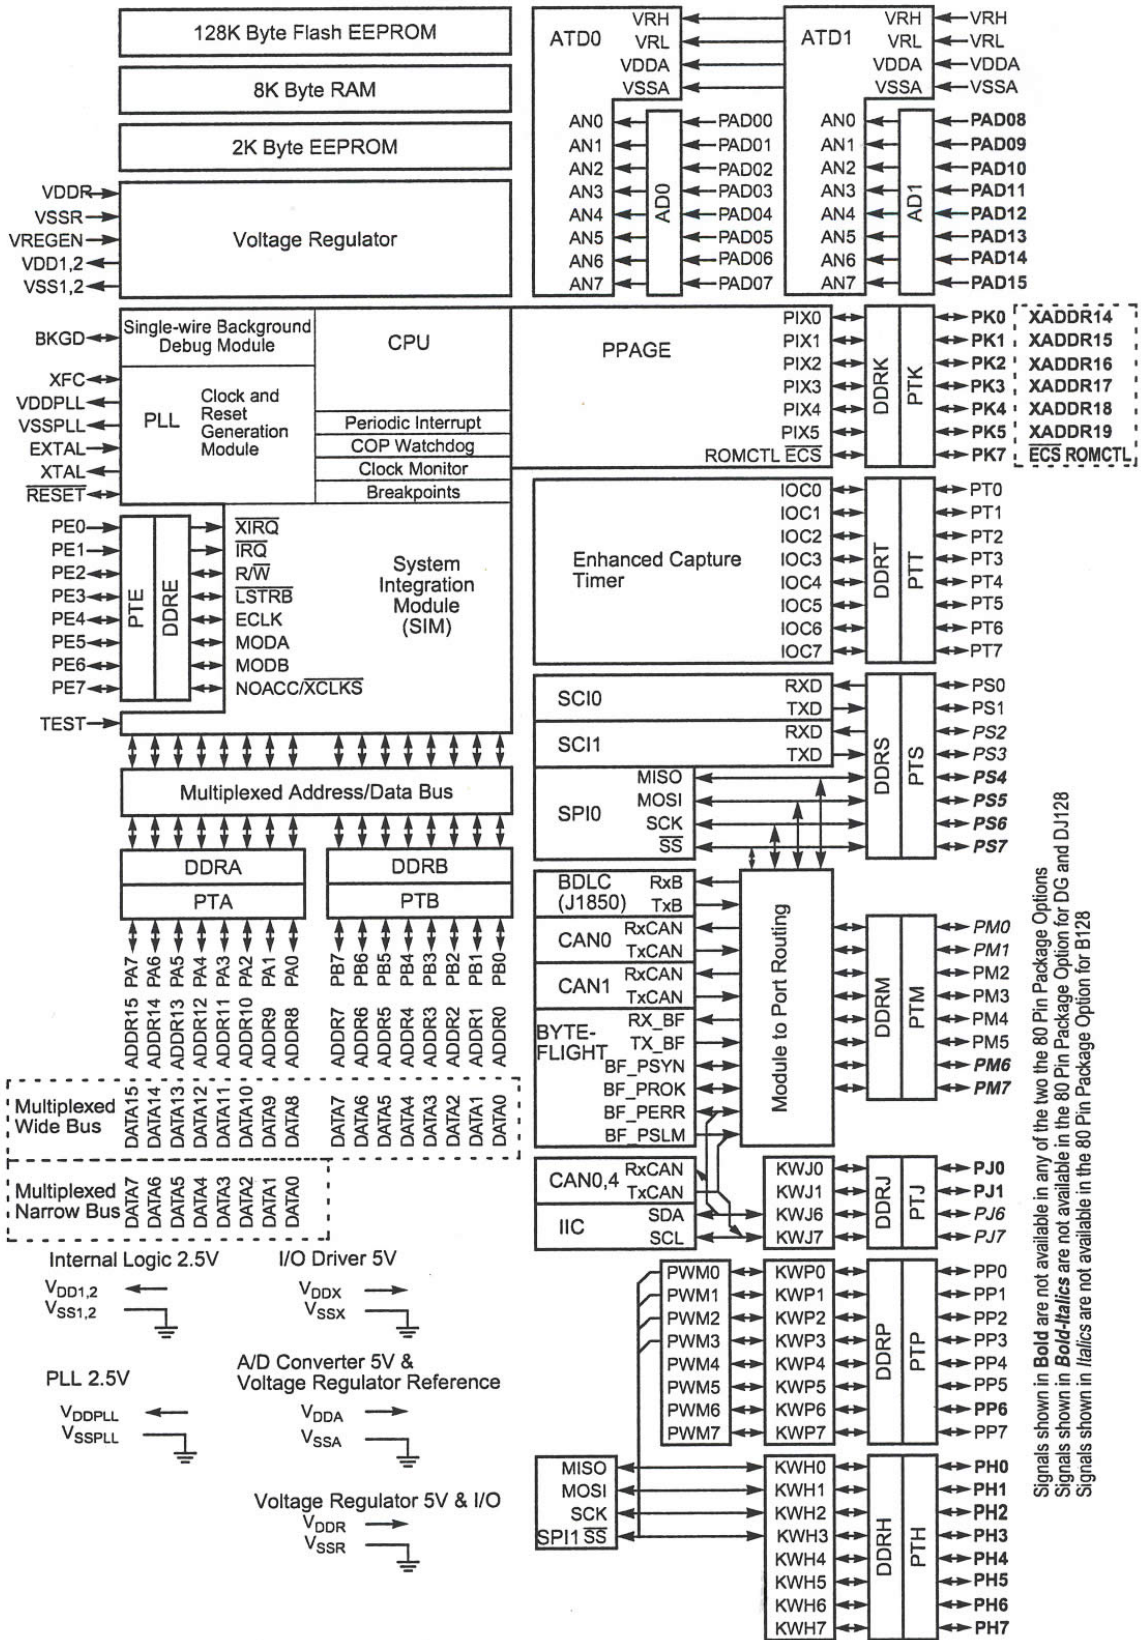 128K Byte Flash EEPROM
8K Byte RAM
2K Byte EEPROM
VDDR
VSSR
VREGEN
VDD1,2
VSS1,2
Voltage Regulator
BKGD
XFC
VDDPLL
VSSPLL
EXTAL
XTAL
RESET
Single-wire Background
Debug Module
CPU
PLL
Clock and
Reset
Generation
Module
Periodic Interrupt
COP Watchdog
Clock Monitor
Breakpoints
PE0
PE1
PE2
PE3
PE4
PE5
PE6
PE7
TEST
PTE
DDRE
XIRQ
IRQ
R/W
LSTRB
ECLK
MODA
MODB
NOACC/XCLKS
System
Integration
Module
(SIM)
Multiplexed Address/Data Bus
DDRA
DDRB
PTA
PTB
PA7 PA6 PA5 PA4 PA3 PA2 PA1 PA0
PB7 PB6 PB5 PB4 PB3 PB2 PB1 PB0
ADDR15 ADDR14 ADDR13 ADDR12 ADDR11 ADDR10 ADDR9 ADDR8
ADDR7 ADDR6 ADDR5 ADDR4 ADDR3 ADDR2 ADDR1 ADDR0
Multiplexed
Wide Bus
DATA15 DATA14 DATA13 DATA12 DATA11 DATA10 DATA9 DATA8
DATA7 DATA6 DATA5 DATA4 DATA3 DATA2 DATA1 DATA0
Multiplexed
Narrow Bus
DATA7 DATA6 DATA5 DATA4 DATA3 DATA2 DATA1 DATA0
Internal Logic 2.5V
VDD1,2
VSS1,2
I/O Driver 5V
VDDX
VSSX
PLL 2.5V
VDDPLL
VSSPLL
A/D Converter 5V &
Voltage Regulator Reference
VDDA
VSSA
Voltage Regulator 5V & I/O
VDDR
VSSR
ATD0
VRH
VRL
VDDA
VSSA
AN0
AN1
AN2
AN3
AN4
AN5
AN6
AN7
AD0
PAD00
PAD01
PAD02
PAD03
PAD04
PAD05
PAD06
PAD07
ATD1
VRH
VRL
VDDA
VSSA
VRH
VRL
VDDA
VSSA
AN0
AN1
AN2
AN3
AN4
AN5
AN6
AN7
AD1
PAD08
PAD09
PAD10
PAD11
PAD12
PAD13
PAD14
PAD15
PPAGE
PIX0
PIX1
PIX2
PIX3
PIX4
PIX5
ROMCTL ECS
DDRK
PTK
PK0 XADDR14
PK1 XADDR15
PK2 XADDR16
PK3 XADDR17
PK4 XADDR18
PK5 XADDR19
PK7 ECS ROMCTL
Enhanced Capture
Timer
IOC0
IOC1
IOC2
IOC3
IOC4
IOC5
IOC6
IOC7
DDRT
PTT
PT0
PT1
PT2
PT3
PT4
PT5
PT6
PT7
SCI0
RXD
TXD
SCI1
RXD
TXD
SPI0
MISO
MOSI
SCK
SS
DDRS
PTS
PS0
PS1
PS2
PS3
PS4
PS5
PS6
PS7
BDLC
(J1850)
RxB
TxB
CAN0
RxCAN
TxCAN
CAN1
RxCAN
TxCAN
BYTE-
FLIGHT
RX_BF
TX_BF
BF_PSYN
BF_PROK
BF_PERR
BF_PSLM
Module to Port Routing
DDRM
PTM
PM0
PM1
PM2
PM3
PM4
PM5
PM6
PM7
CAN0,4
RxCAN
TxCAN
IIC
SDA
SCL
KWJ0
KWJ1
KWJ6
KWJ7
DDRJ
PTJ
PJ0
PJ1
PJ6
PJ7
PWM0
PWM1
PWM2
PWM3
PWM4
PWM5
PWM6
PWM7
KWP0
KWP1
KWP2
KWP3
KWP4
KWP5
KWP6
KWP7
DDRP
PTP
PP0
PP1
PP2
PP3
PP4
PP5
PP6
PP7
MISO
MOSI
SCK
SPI1 SS
KWH0
KWH1
KWH2
KWH3
KWH4
KWH5
KWH6
KWH7
DDRH
PTH
PH0
PH1
PH2
PH3
PH4
PH5
PH6
PH7
Signals shown in Bold are not available in any of the two the 80 Pin Package Options
Signals shown in Bold-Italics are not available in the 80 Pin Package Option for DG and DJ128
Signals shown in Italics are not available in the 80 Pin Package Option for B128